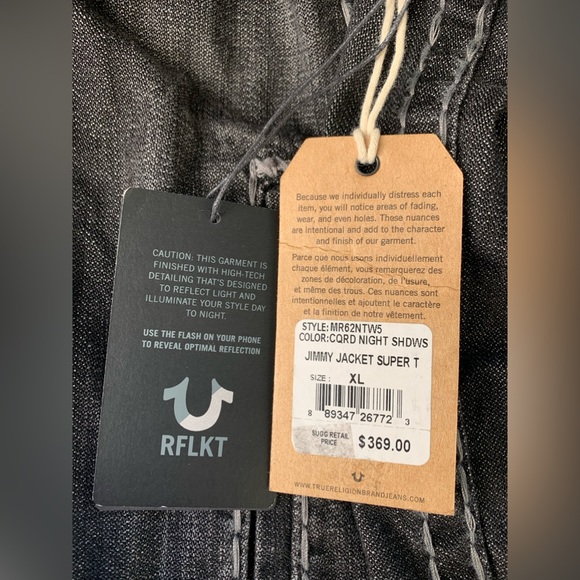 CAUTION: THIS GARMENT IS
FINISHED WITH HIGH-TECH
DETAILING THAT'S DESIGNED
TO REFLECT LIGHT AND
ILLUMINATE YOUR STYLE DAY
TO NIGHT.
USE THE FLASH ON YOUR PHONE
TO REVEAL OPTIMAL REFLECTION
RFLKT
Because we individually distress each
item, you will notice areas of fading,
wear, and even holes. These nuances
are intentional and add to the character
and finish of our garment.
Parce que nous usons individuellement
chaque élément, vous remarquerez des
zones de décoloration, de l'usure,
et même des trous. Ces nuances sont
intentionnelles et ajoutent le caractère
et la finition de notre vêtement.
STYLE:MR62NTW5
COLOR:CQRD NIGHT SHDWS
JIMMY JACKET SUPER T
SIZE : XL
8 89347 26772 3
SUGG RETAIL
PRICE $369.00
WWW.TRUERELIGIONBRANDJEANS.COM